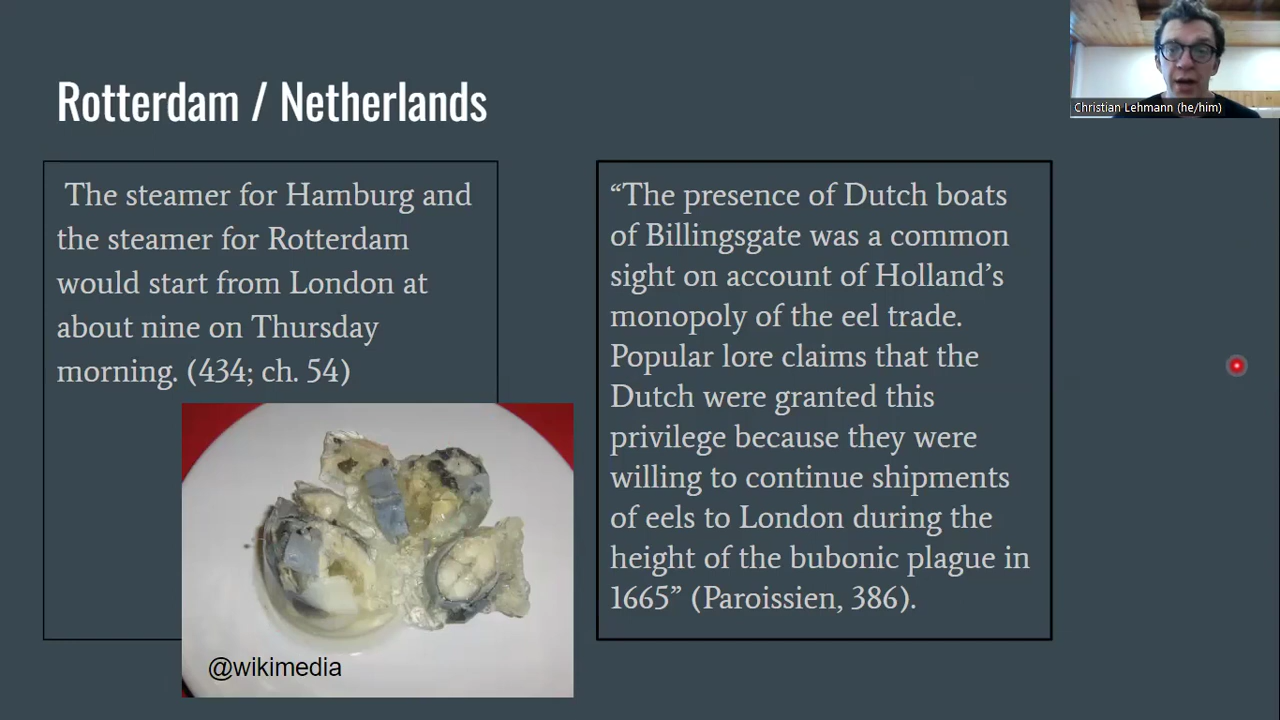 Rotterdam / Netherlands
The steamer for Hamburg and
the steamer for Rotterdam
would start from London at
about nine on Thursday
morning. (434; ch. 54)
@wikimedia
“The presence of Dutch boats
of Billingsgate was a common
sight on account of Holland’s
monopoly of the eel trade.
Popular lore claims that the
Dutch were granted this
privilege because they were
willing to continue shipments
of eels to London during the
height of the bubonic plague in
1665” (Paroissien, 386).
Christian Lehmann (he/him)